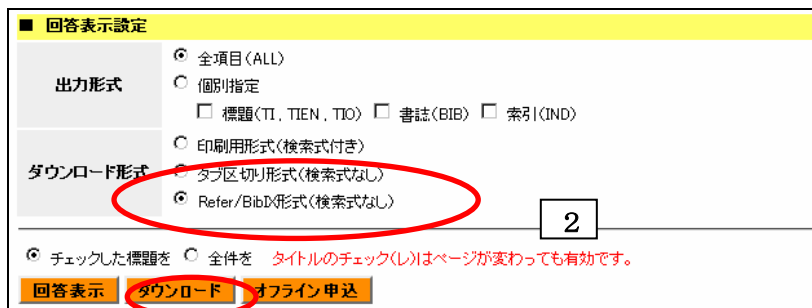 ■ 回答表示設定
出力形式
全項目(ALL)
個別指定
標題(TI, TIEN, TIO) 書誌(BIB) 索引(IND)
ダウンロード形式
印刷用形式(検索式付き)
タブ区切り形式(検索式なし)
Refer/BibIX形式(検索式なし)
2
チェックした標題を 全件を タイトルのチェック(レ)はページが変わっても有効です。
回答表示 ダウンロード オフライン申込